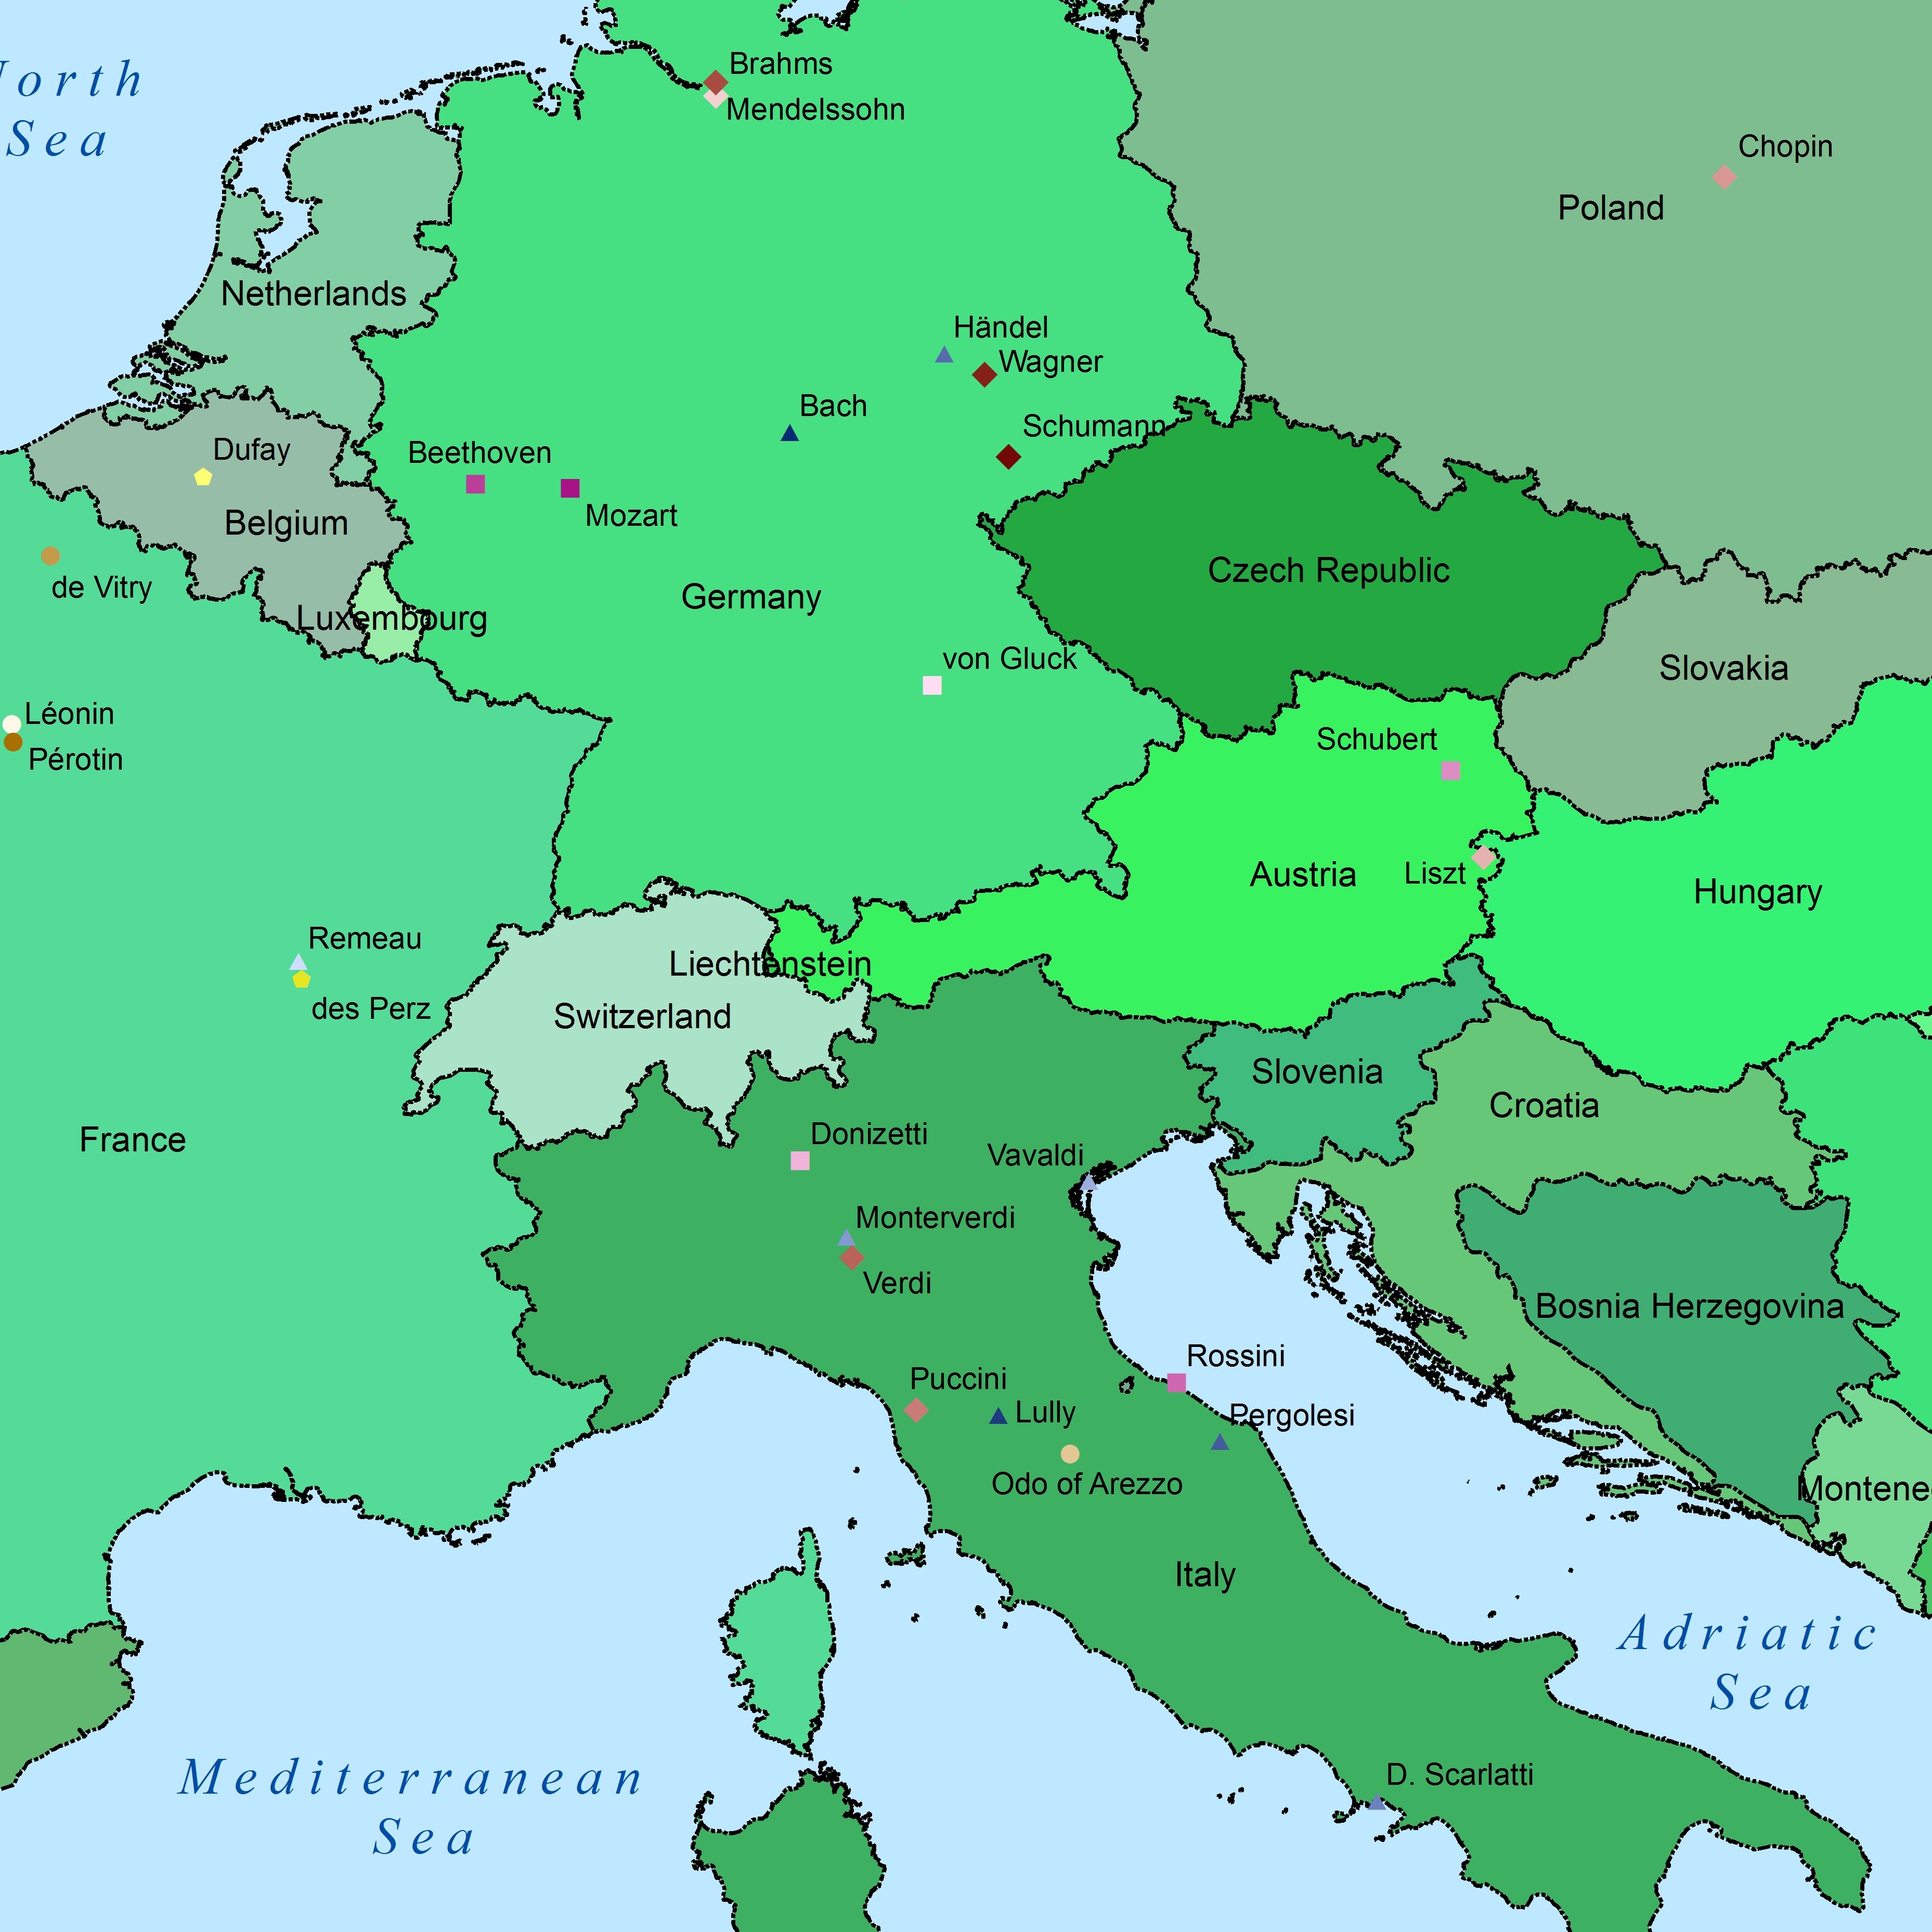 North
Sea
Brahms
Mendelssohn
Chopin
Poland
Netherlands
Händel
Wagner
Bach
Schumann
Dufay
Beethoven
Mozart
Belgium
Czech Republic
de Vitry
Germany
Luxembourg
von Gluck
Slovakia
Léonin
Pérotin
Schubert
Austria
Liszt
Hungary
Remeau
des Perz
Liechtenstein
Switzerland
Slovenia
Croatia
France
Donizetti
Vavaldi
Monterverdi
Verdi
Bosnia Herzegovina
Rossini
Puccini
Lully
Pergolesi
Odo of Arezzo
Montene
Italy
Adriatic
Sea
Mediterranean
Sea
D. Scarlatti